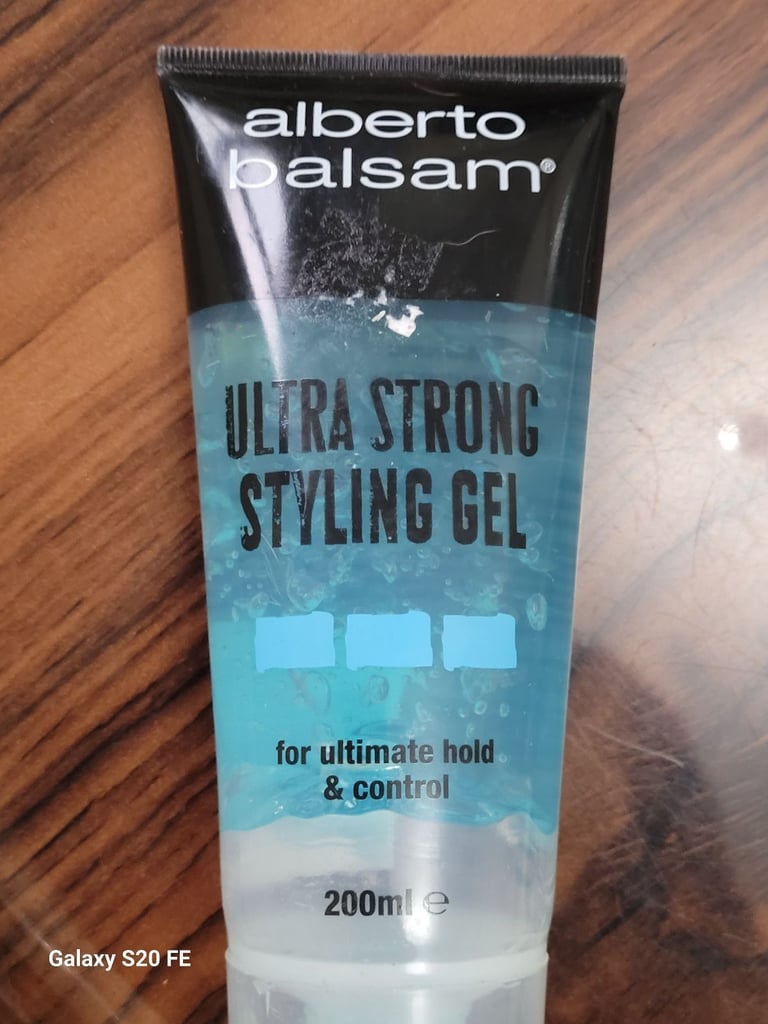 alberto
balsam®
ULTRA STRONG
STYLING GEL
for ultimate hold
& control
200ml ℮
Galaxy S20 FE